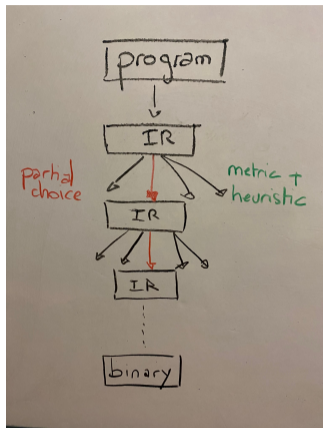 program
IR
partial
choice
metric +
heuristic
IR
IR
binary